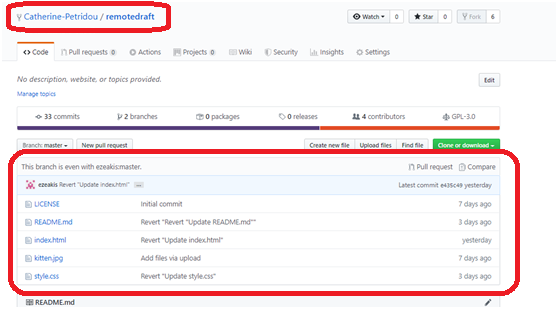 Catherine-Petridou / remotedraft
Watch 0 Star 0 Fork 6
Code Pull requests 0 Actions Projects 0 Wiki Security Insights Settings
No description, website, or topics provided. Edit
Manage topics
33 commits 2 branches 0 packages 0 releases 4 contributors GPL-3.0
Branch: master New pull request Create new file Upload files Find file Clone or download
This branch is even with ezeakis:master. Pull request Compare
ezeakis Revert "Update index.html" ... Latest commit e435c49 yesterday
LICENSE Initial commit 7 days ago
README.md Revert "Revert "Update README.md"" 3 days ago
index.html Revert "Update index.html" yesterday
kitten.jpg Add files via upload 7 days ago
style.css Revert "Update style.css" 3 days ago
README.md